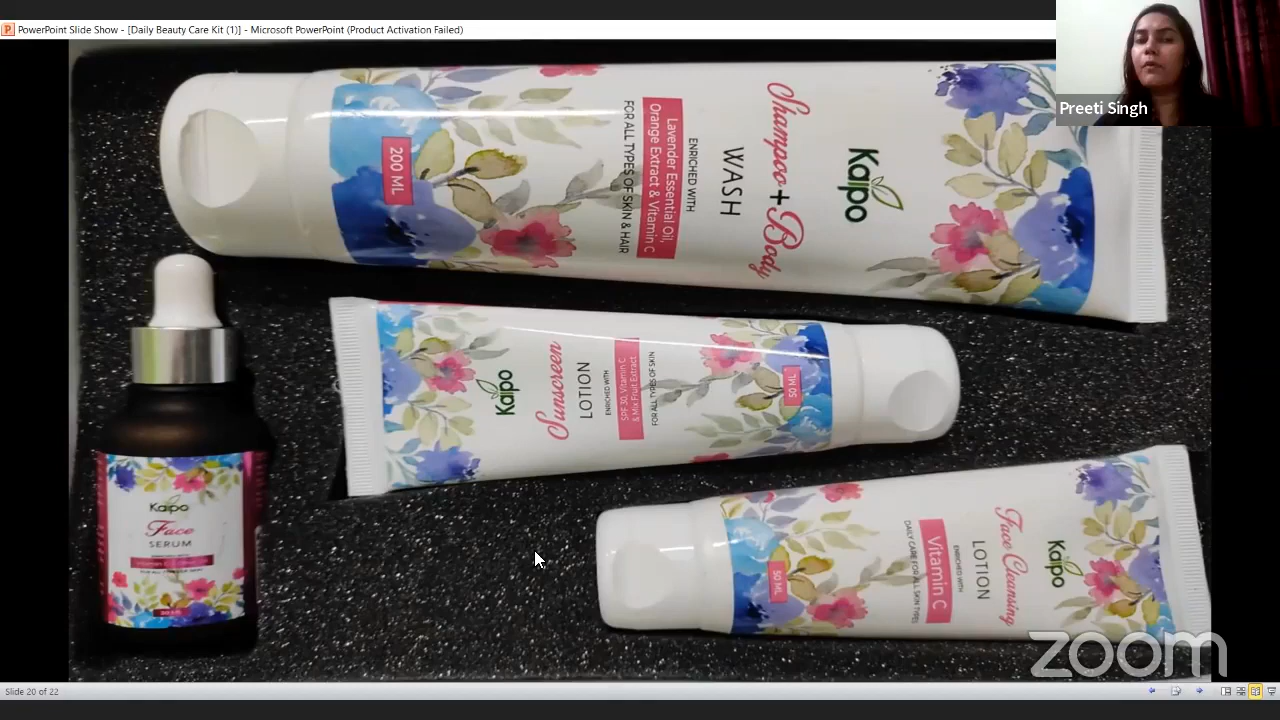 PowerPoint Slide Show - [Daily Beauty Care Kit (1)] - Microsoft PowerPoint (Product Activation Failed)
Preeti Singh
Kaipo
Shampoo + Body
WASH
ENRICHED WITH
Lavender Essential Oil,
Orange Extract & Vitamin C
FOR ALL TYPES OF SKIN & HAIR
200 ML
Kaipo
Sunscreen
LOTION
ENRICHED WITH
SPF 30, Vitamin C
& Mix Fruit Extract
FOR ALL TYPES OF SKIN
50 ML
Kaipo
Face
SERUM
Kaipo
Face Cleansing
LOTION
ENRICHED WITH
Vitamin C
DAILY CARE FOR ALL SKIN TYPES
50 ML
zoom
Slide 20 of 22